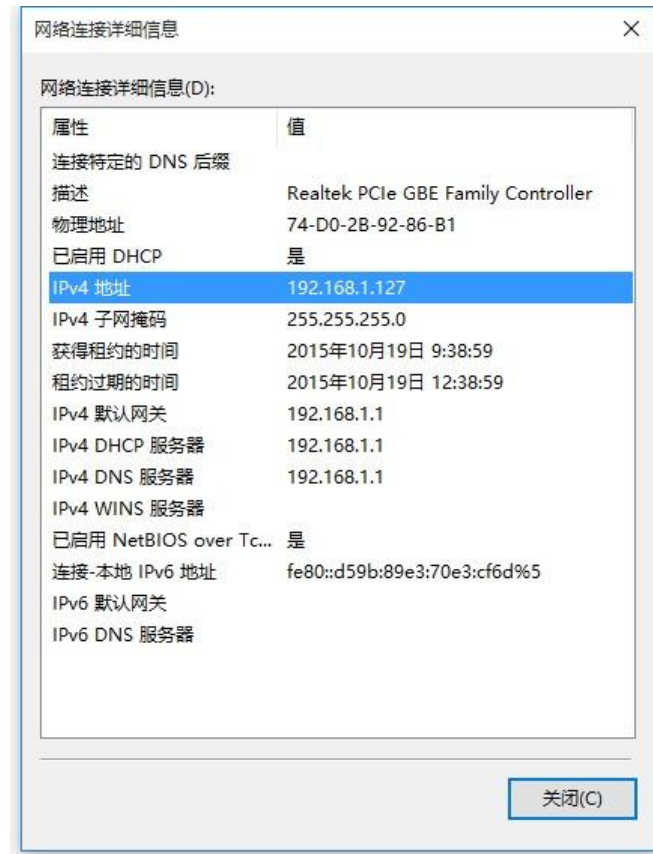 网络连接详细信息
网络连接详细信息(D):
属性 值
连接特定的 DNS 后缀
描述 Realtek PCIe GBE Family Controller
物理地址 74-D0-2B-92-86-B1
已启用 DHCP 是
IPv4 地址 192.168.1.127
IPv4 子网掩码 255.255.255.0
获得租约的时间 2015年10月19日 9:38:59
租约过期的时间 2015年10月19日 12:38:59
IPv4 默认网关 192.168.1.1
IPv4 DHCP 服务器 192.168.1.1
IPv4 DNS 服务器 192.168.1.1
IPv4 WINS 服务器
已启用 NetBIOS over Tc... 是
连接-本地 IPv6 地址 fe80::d59b:89e3:70e3:cf6d%5
IPv6 默认网关
IPv6 DNS 服务器
关闭(C)